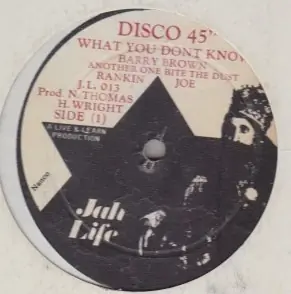 DISCO 45"
WHAT YOU DONT KNOW
BARRY BROWN
ANOTHER ONE BITE THE DUST
RANKIN JOE
J.L. 013
Prod. N. THOMAS
H. WRIGHT
SIDE (1)
A LIVE & LEARN
PRODUCTION
Jah
Life